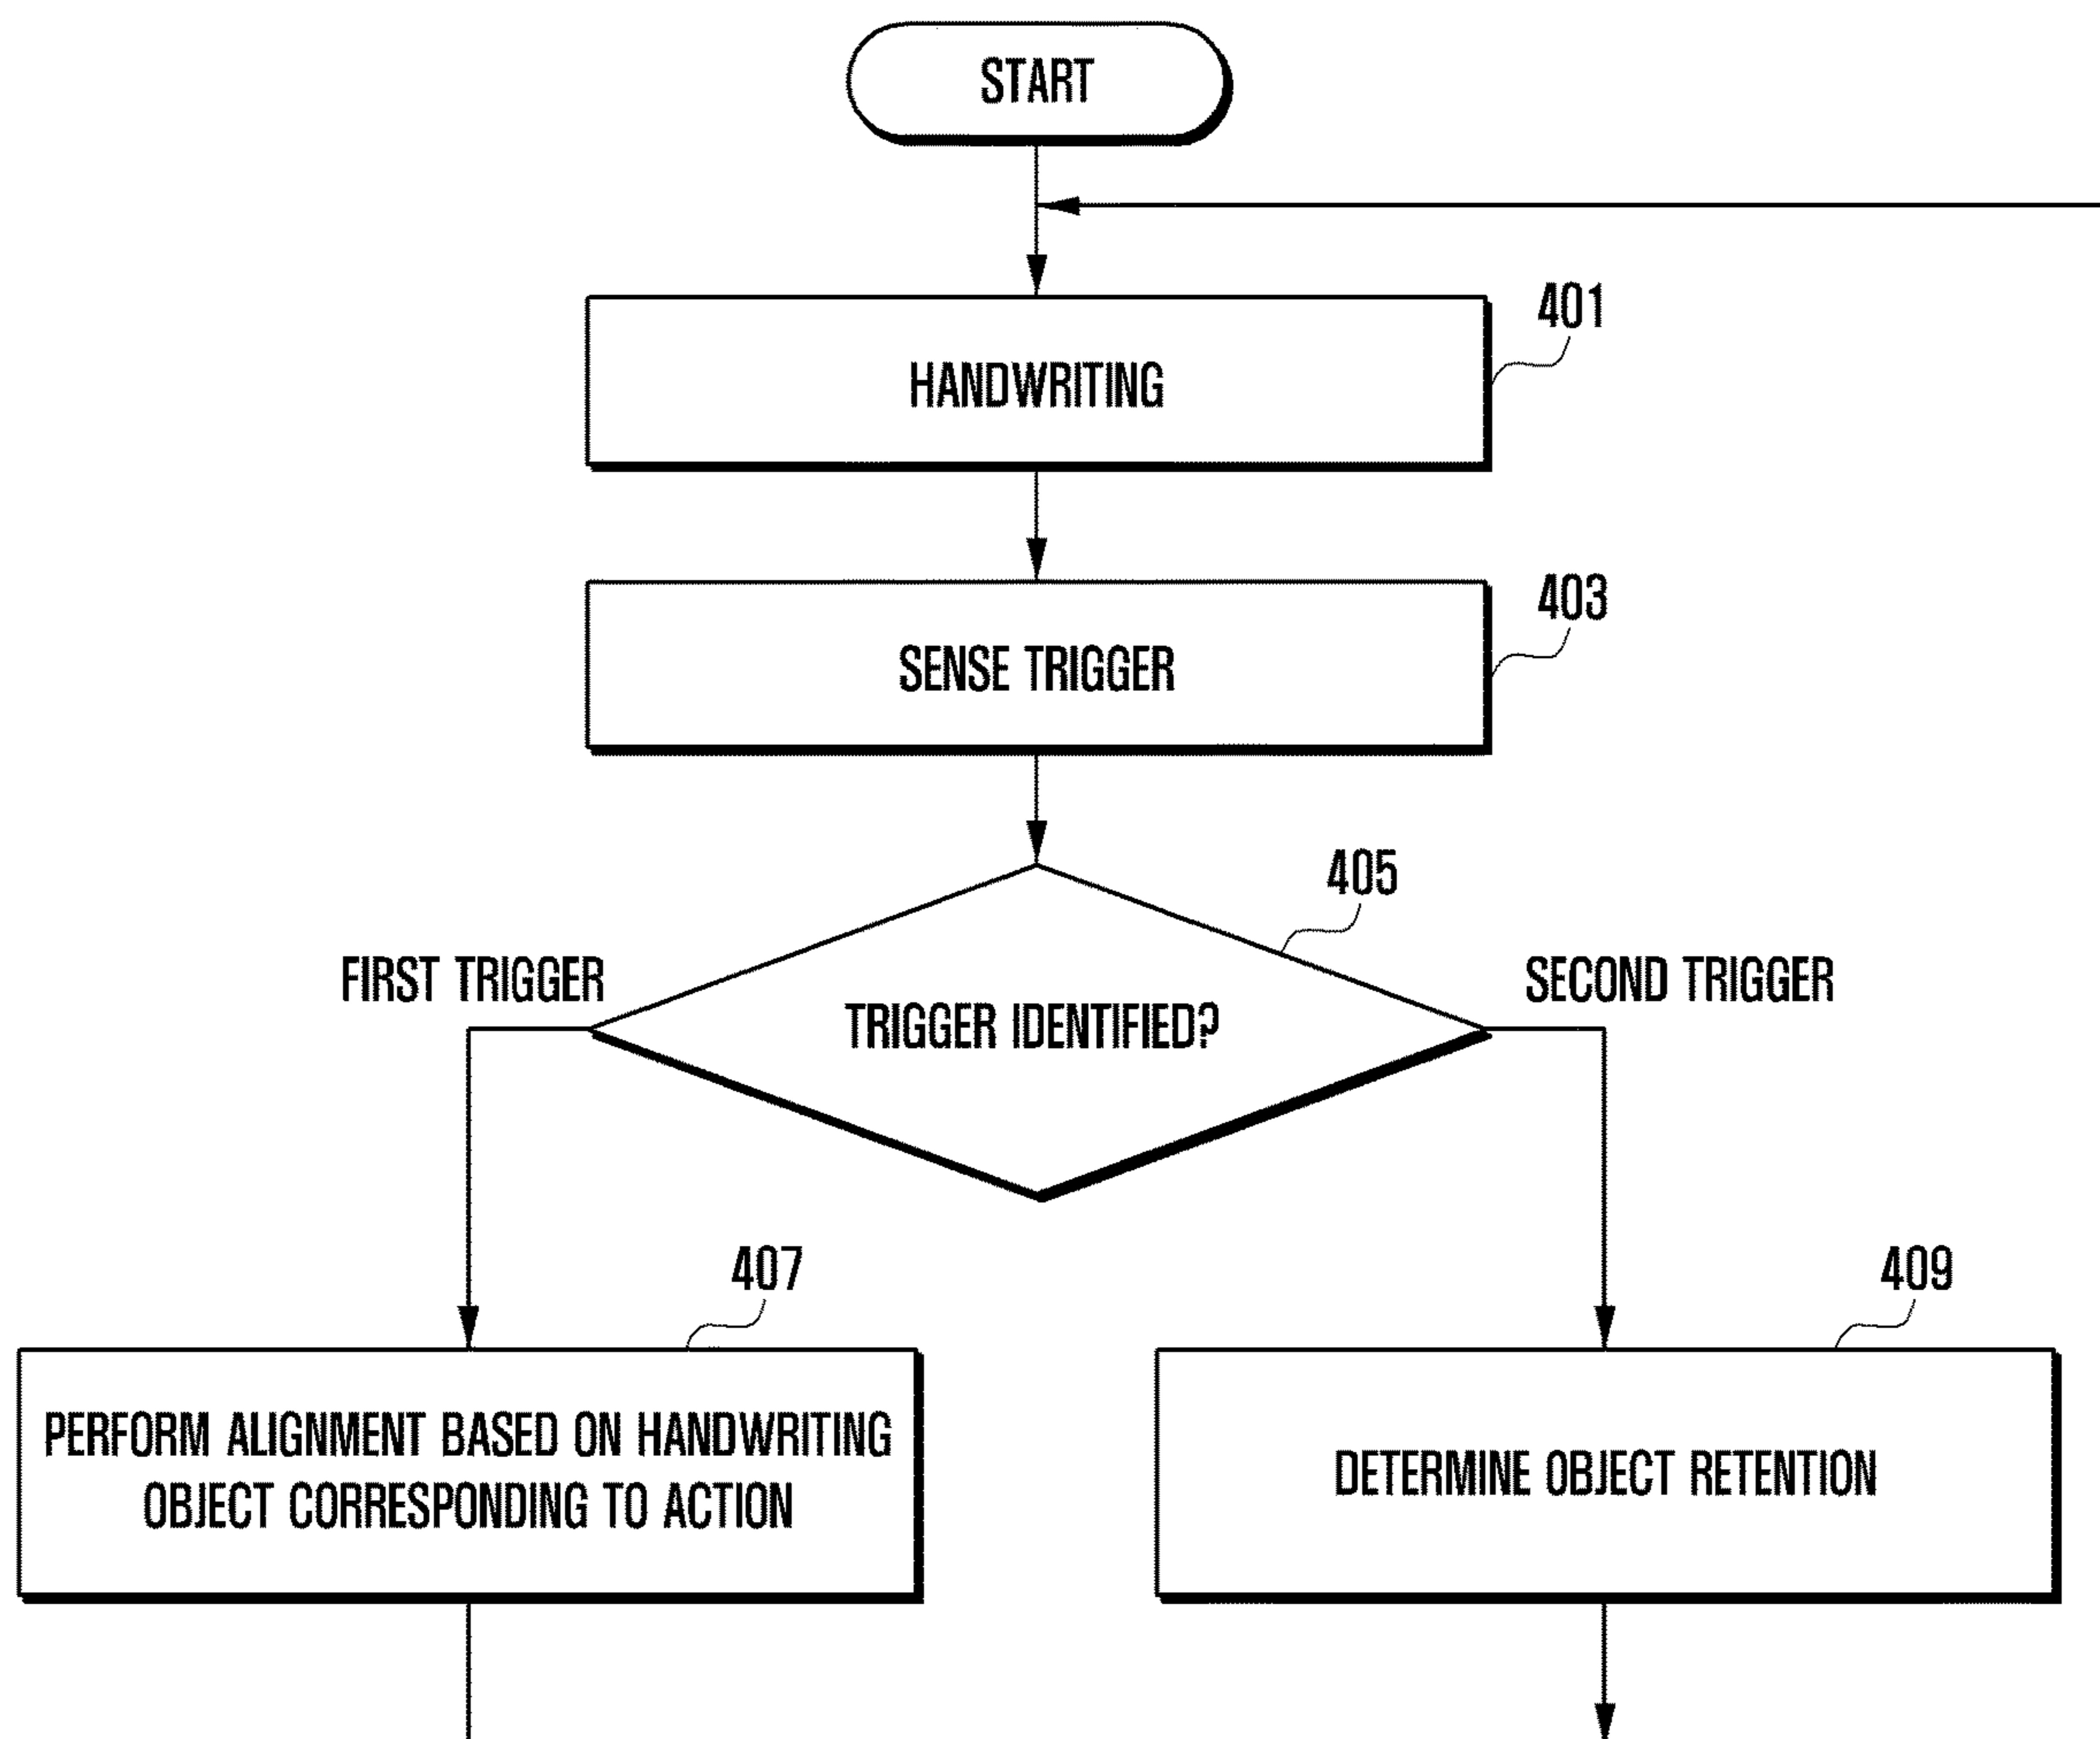 START
401
HANDWRITING
403
SENSE TRIGGER
405
FIRST TRIGGER
SECOND TRIGGER
TRIGGER IDENTIFIED?
407
409
PERFORM ALIGNMENT BASED ON HANDWRITING
OBJECT CORRESPONDING TO ACTION
DETERMINE OBJECT RETENTION